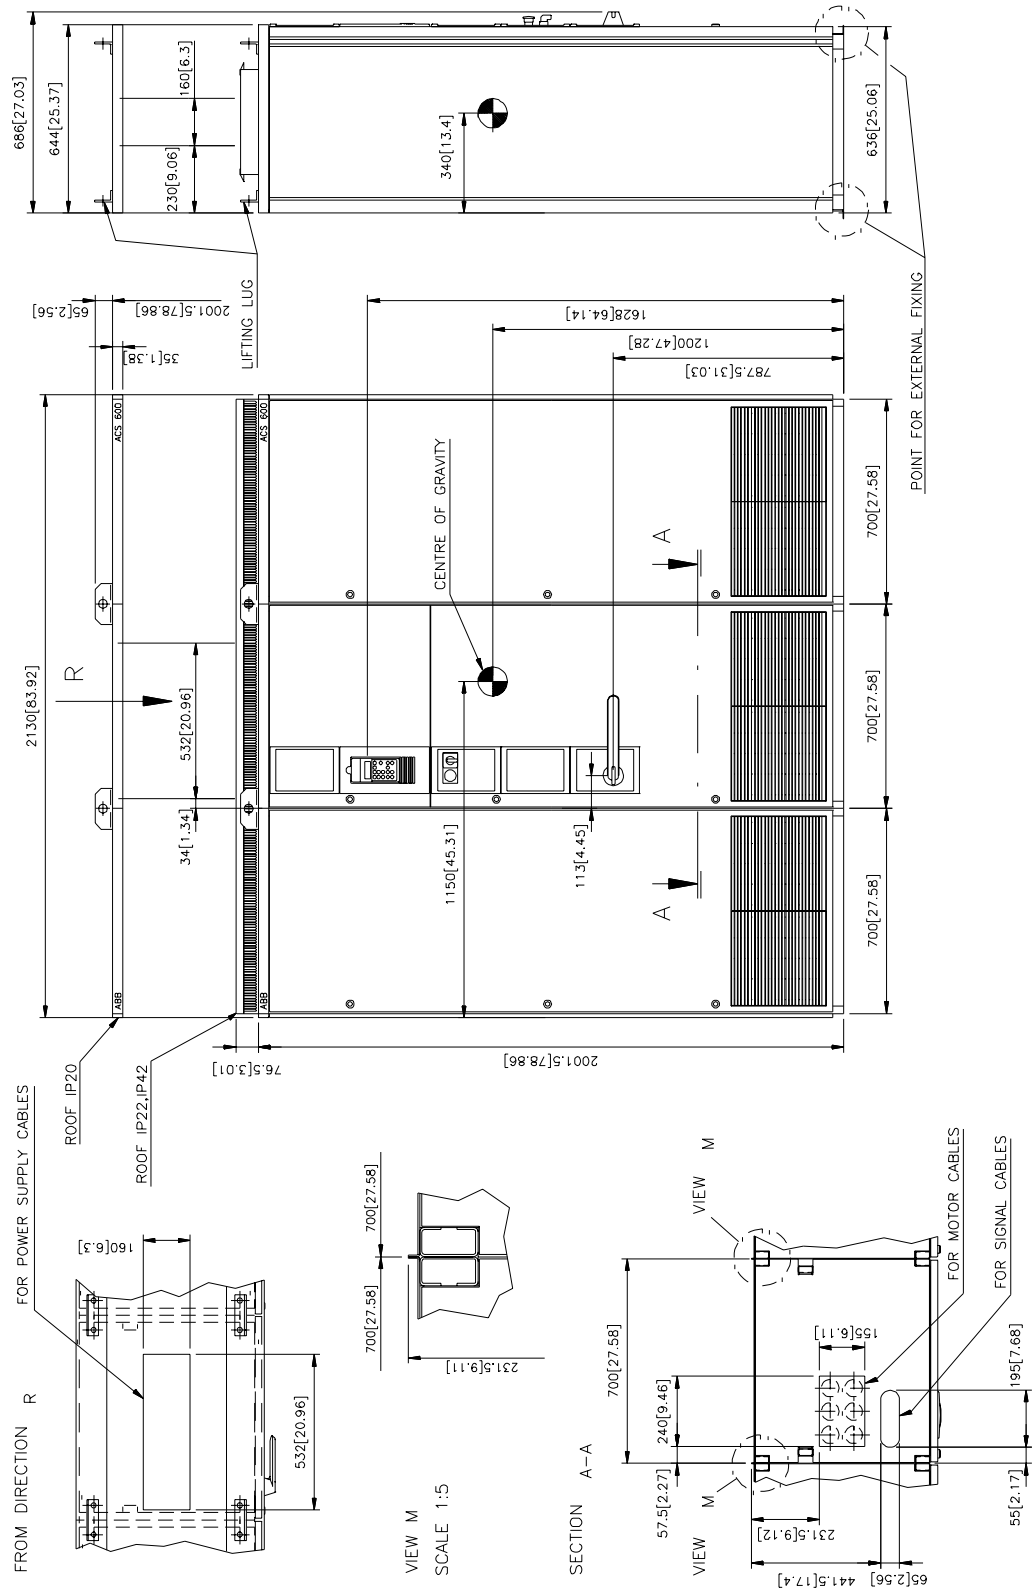 686[27.03]
644[25.37]
230[9.06]
160[6.3]
340[13.4]
636[25.06]
LIFTING LUG
POINT FOR EXTERNAL FIXING
65[2.56]
2001.5[78.86]
35[1.38]
1628[64.14]
1200[47.28]
787.5[31.03]
2130[83.92]
ABB
ACS 600
R
532[20.96]
34[1.34]
ABB
ACS 600
CENTRE OF GRAVITY
1150[45.31]
113[4.45]
A
A
700[27.58]
700[27.58]
700[27.58]
76.5[3.01]
2001.5[78.86]
ROOF IP20
ROOF IP22,IP42
FROM DIRECTION R
FOR POWER SUPPLY CABLES
160[6.3]
532[20.96]
VIEW M
SCALE 1:5
700[27.58]
700[27.58]
231.5[9.11]
SECTION A-A
VIEW M
VIEW M
700[27.58]
57.5[2.27]
240[9.46]
155[6.11]
231.5[9.12]
441.5[17.4]
65[2.56]
55[2.17]
195[7.68]
FOR MOTOR CABLES
FOR SIGNAL CABLES